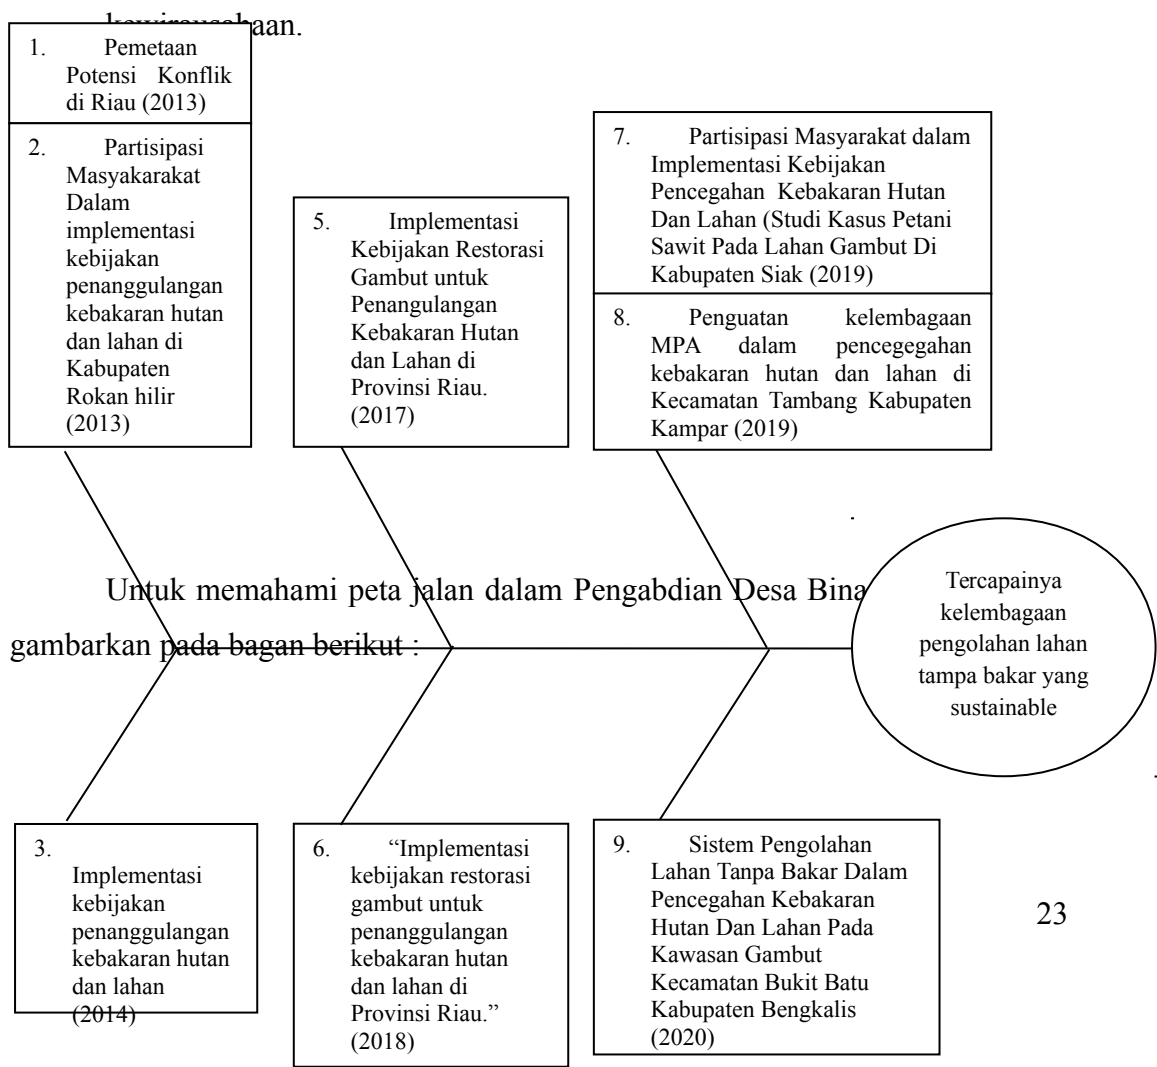 kewirausahaan.
1. Pemetaan
Potensi Konflik
di Riau (2013)
2. Partisipasi
Masyakarakat
Dalam
implementasi
kebijakan
penanggulangan
kebakaran hutan
dan lahan di
Kabupaten
Rokan hilir
(2013)
5. Implementasi
Kebijakan Restorasi
Gambut untuk
Penangulangan
Kebakaran Hutan
dan Lahan di
Provinsi Riau.
(2017)
7. Partisipasi Masyarakat dalam
Implementasi Kebijakan
Pencegahan Kebakaran Hutan
Dan Lahan (Studi Kasus Petani
Sawit Pada Lahan Gambut Di
Kabupaten Siak (2019)
8. Penguatan kelembagaan
MPA dalam pencegegahan
kebakaran hutan dan lahan di
Kecamatan Tambang Kabupaten
Kampar (2019)
Untuk memahami peta jalan dalam Pengabdian Desa Bina
gambarkan pada bagan berikut :
Tercapainya
kelembagaan
pengolahan lahan
tampa bakar yang
sustainable
3.
Implementasi
kebijakan
penanggulangan
kebakaran hutan
dan lahan
(2014)
6. “Implementasi
kebijakan restorasi
gambut untuk
penanggulangan
kebakaran hutan
dan lahan di
Provinsi Riau.”
(2018)
9. Sistem Pengolahan
Lahan Tanpa Bakar Dalam
Pencegahan Kebakaran
Hutan Dan Lahan Pada
Kawasan Gambut
Kecamatan Bukit Batu
Kabupaten Bengkalis
(2020)
23